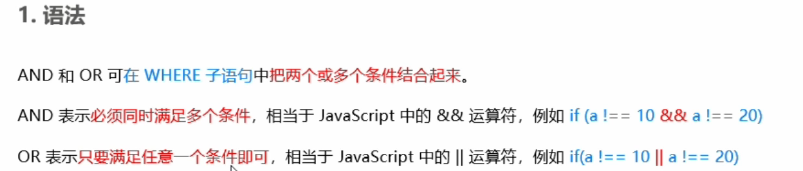 1. 语法
AND 和 OR 可在 WHERE 子语句中把两个或多个条件结合起来。
AND 表示必须同时满足多个条件，相当于 JavaScript 中的 && 运算符，例如 if (a !== 10 && a !== 20)
OR 表示只要满足任意一个条件即可，相当于 JavaScript 中的 || 运算符，例如 if(a !== 10 || a !== 20)